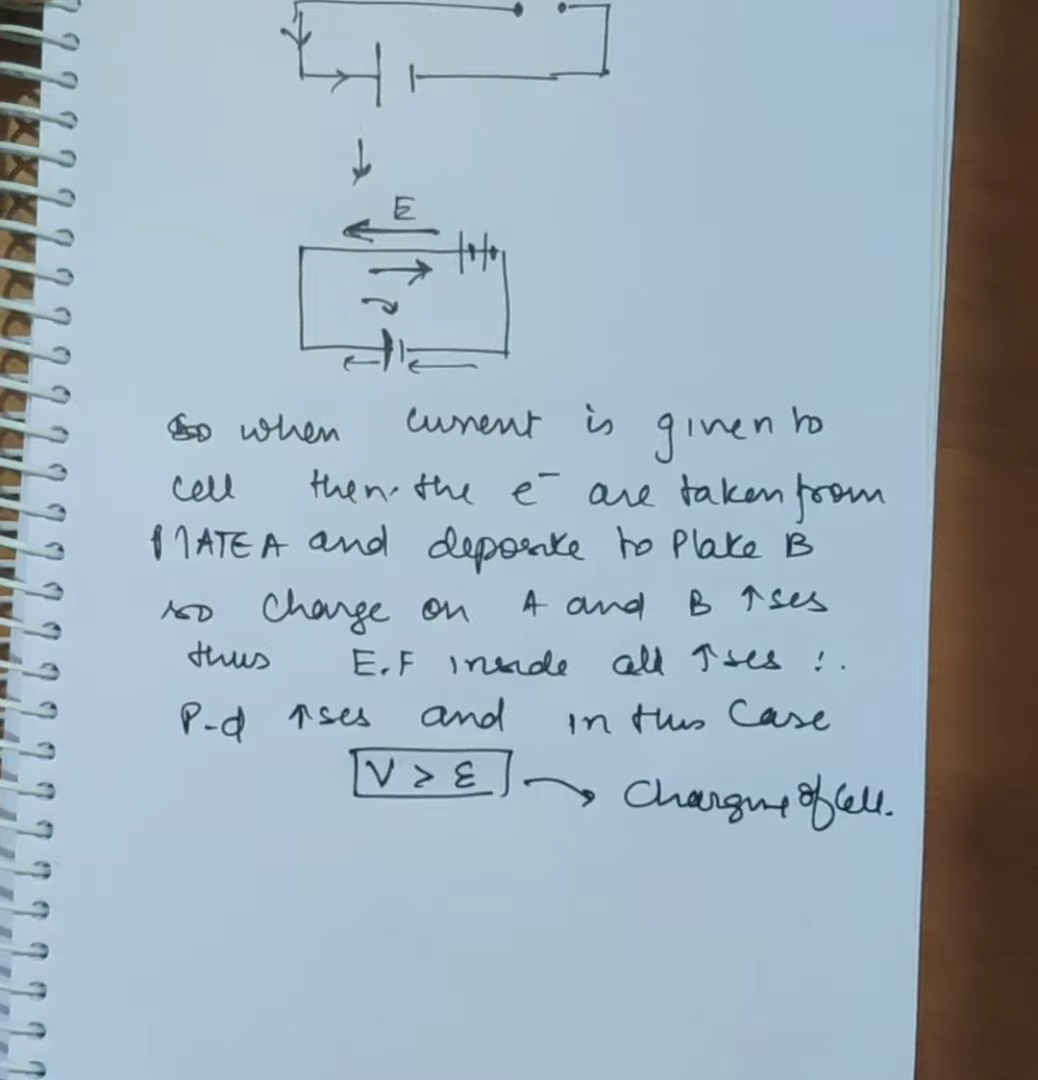 E
so when current is given to
cell then the e⁻ are taken from
PLATE A and deposite to Plate B
so charge on A and B ↑ses
thus E.F inside all ↑ses :.
P-d ↑ses and in this case
V > ε → Charging of Cell.